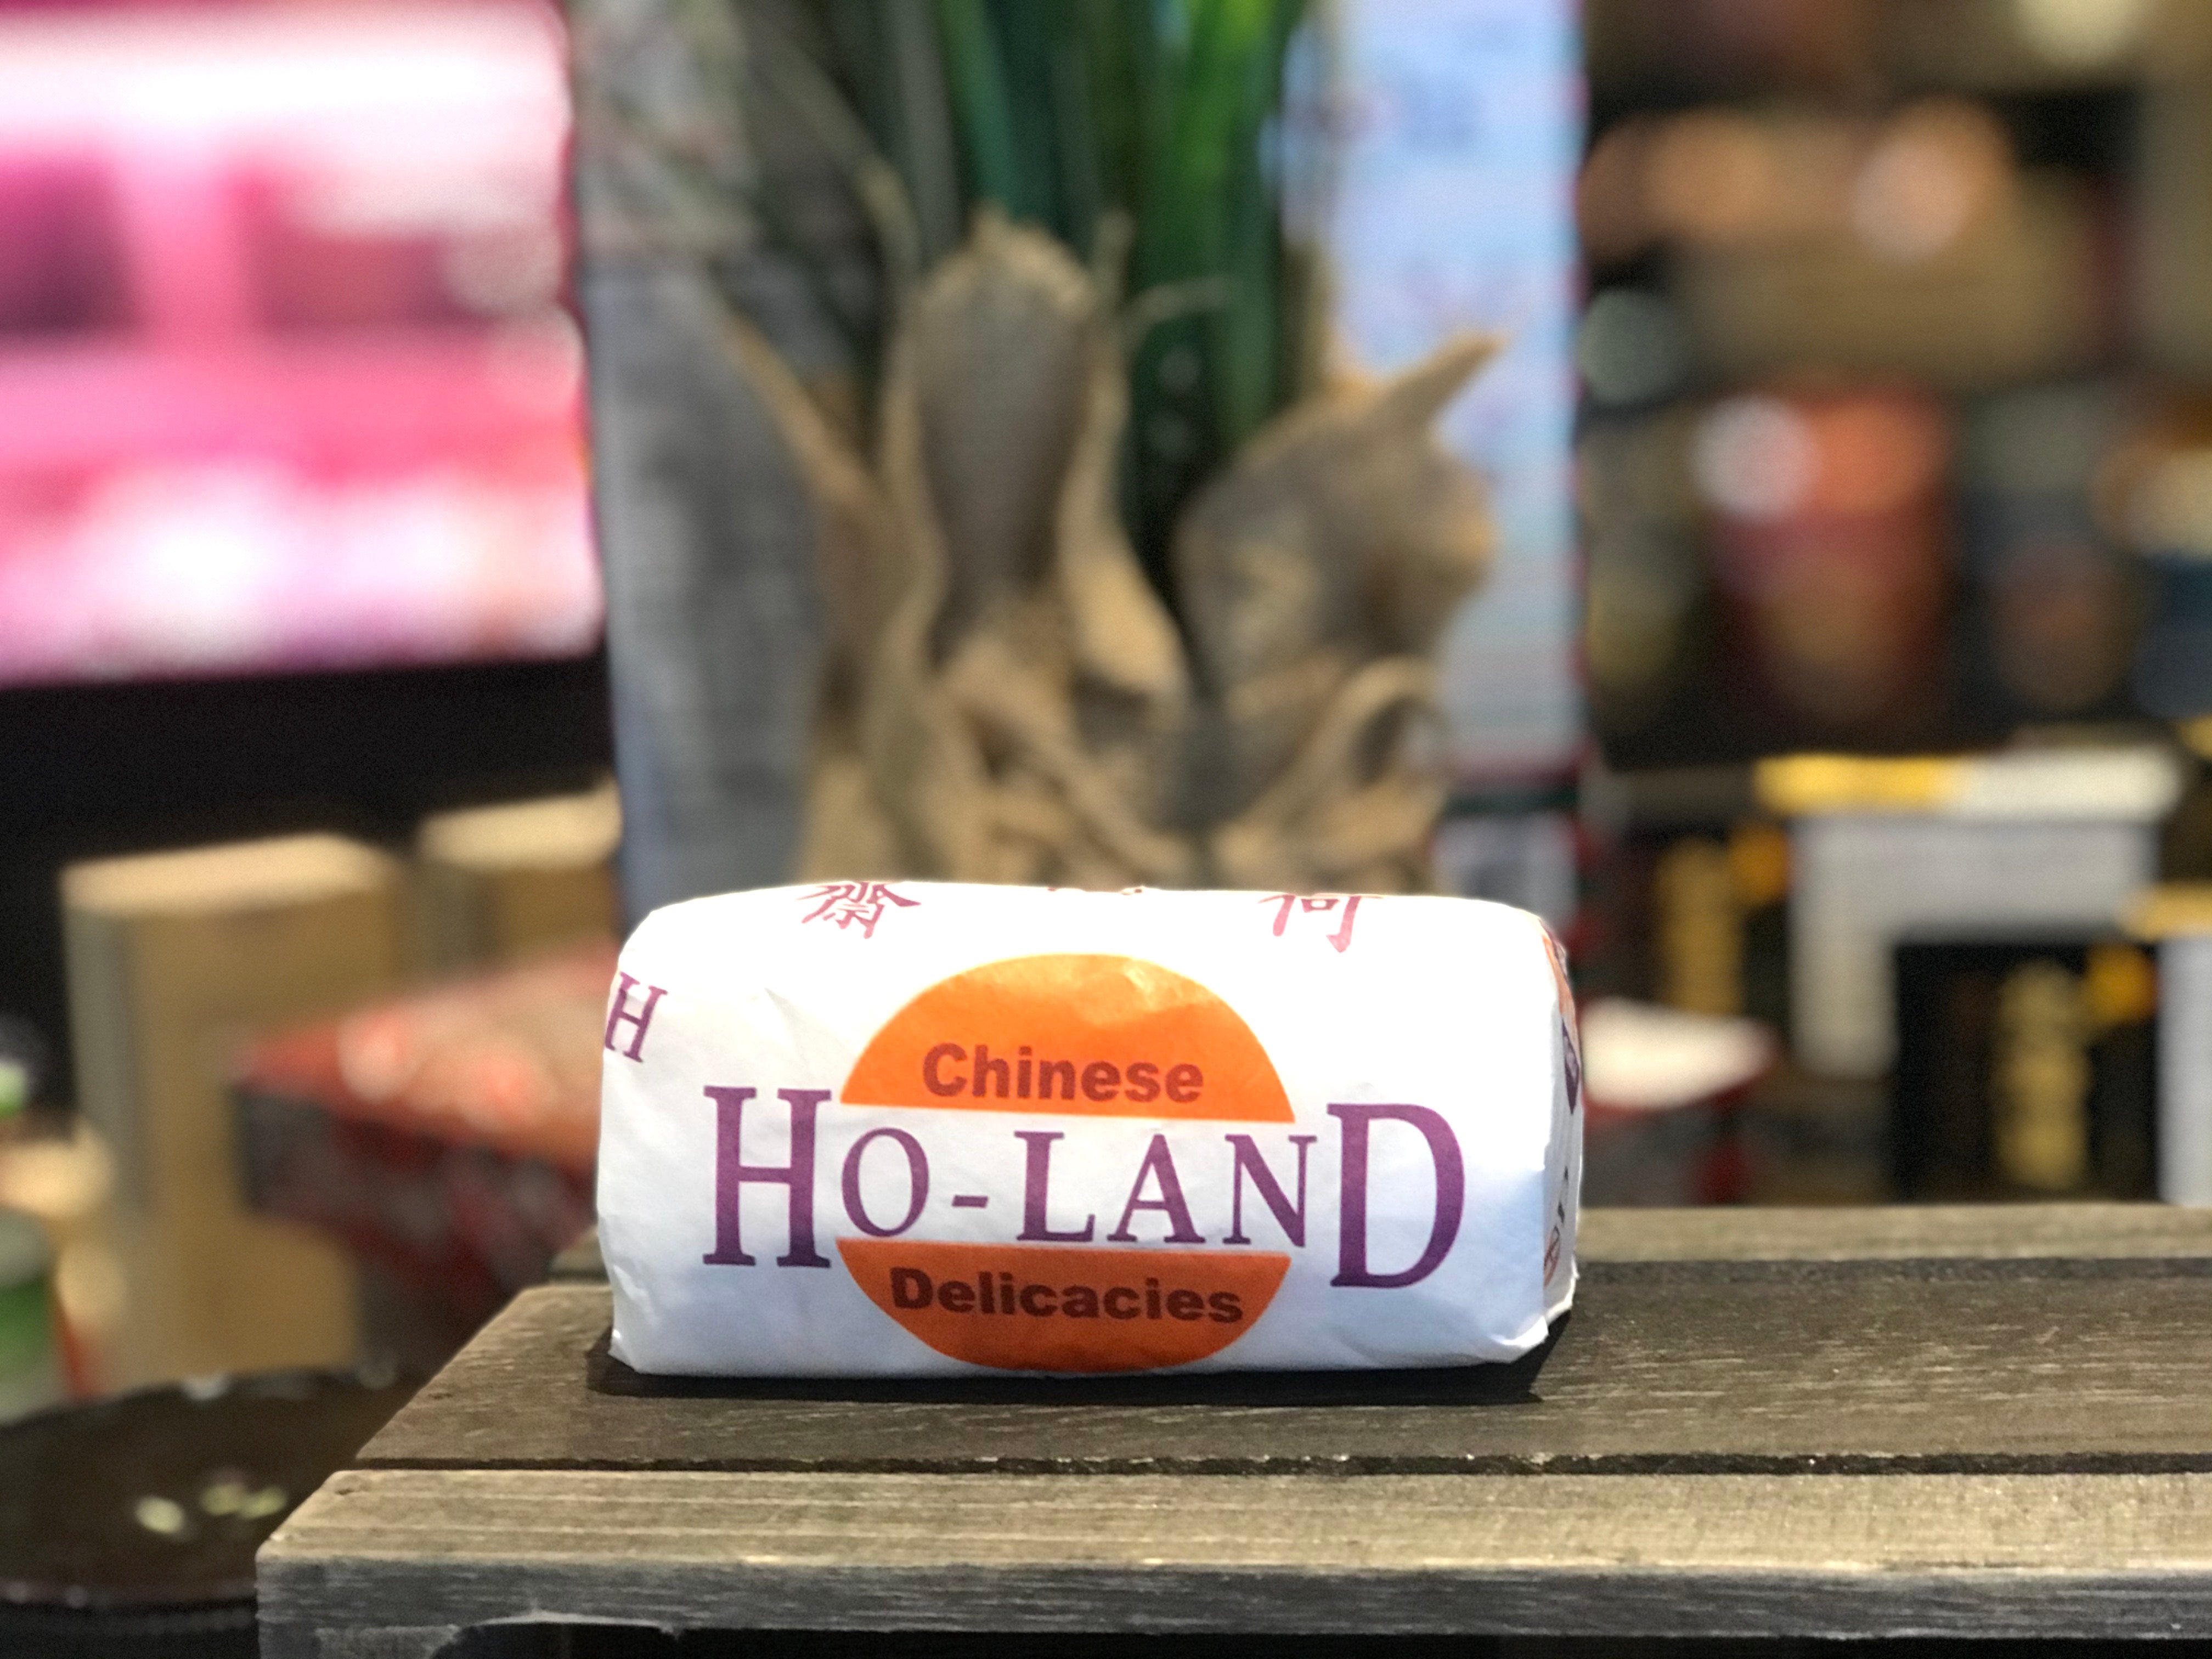 齋 何
H
Chinese
HO-LAND
Delicacies